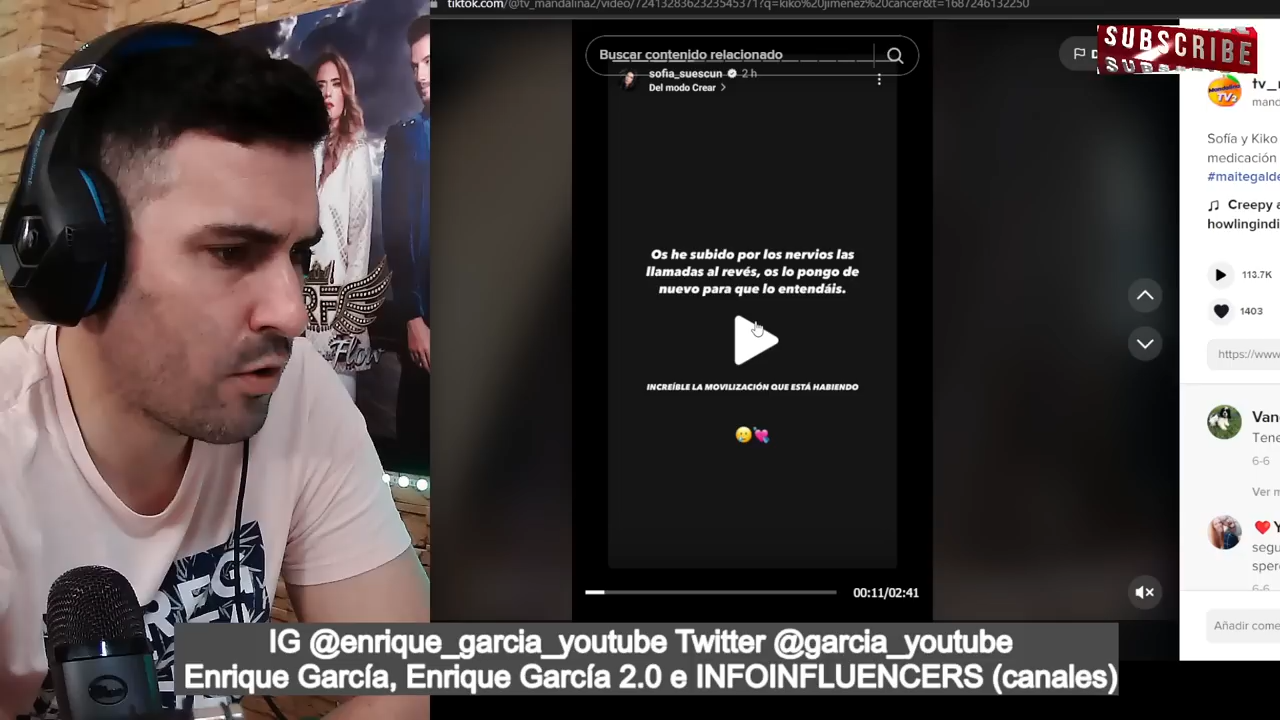 tiktok.com/@tv_mandalina2/video/7241328362323545371?q=kiko%20jimenez%20cancer&t=1687246132250
SUBSCRIBE
Buscar contenido relacionado
sofia_suescun 2 h
Del modo Crear >
Os he subido por los nervios las
llamadas al revés, os lo pongo de
nuevo para que lo entendáis.
INCREÍBLE LA MOVILIZACIÓN QUE ESTÁ HABIENDO
00:11/02:41
Sofía y Kiko
medicación
#maitegalde
Creepy a
howlingindi
113.7K
1403
https://www
Van
Tene
6-6
Ver m
Y
segu
spero
6-6
Añadir come
Flow
IG @enrique_garcia_youtube Twitter @garcia_youtube
Enrique García, Enrique García 2.0 e INFOINFLUENCERS (canales)